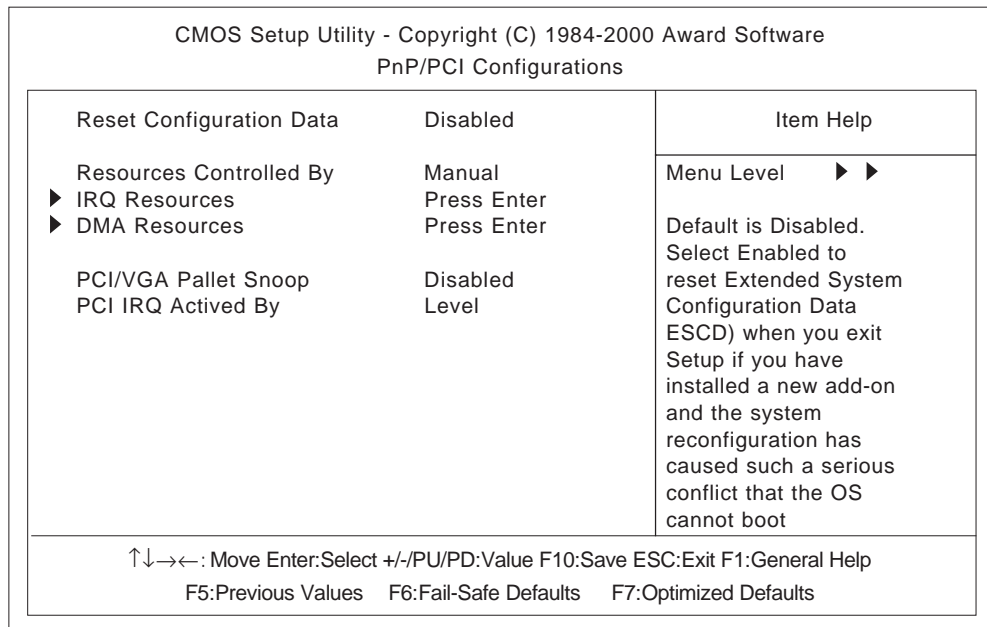 CMOS Setup Utility - Copyright (C) 1984-2000 Award Software
PnP/PCI Configurations
Reset Configuration Data Disabled
Resources Controlled By Manual
▶ IRQ Resources Press Enter
▶ DMA Resources Press Enter
PCI/VGA Pallet Snoop Disabled
PCI IRQ Actived By Level
Item Help
Menu Level ▶ ▶
Default is Disabled.
Select Enabled to
reset Extended System
Configuration Data
ESCD) when you exit
Setup if you have
installed a new add-on
and the system
reconfiguration has
caused such a serious
conflict that the OS
cannot boot
↑↓→←: Move Enter:Select +/-/PU/PD:Value F10:Save ESC:Exit F1:General Help
F5:Previous Values F6:Fail-Safe Defaults F7:Optimized Defaults